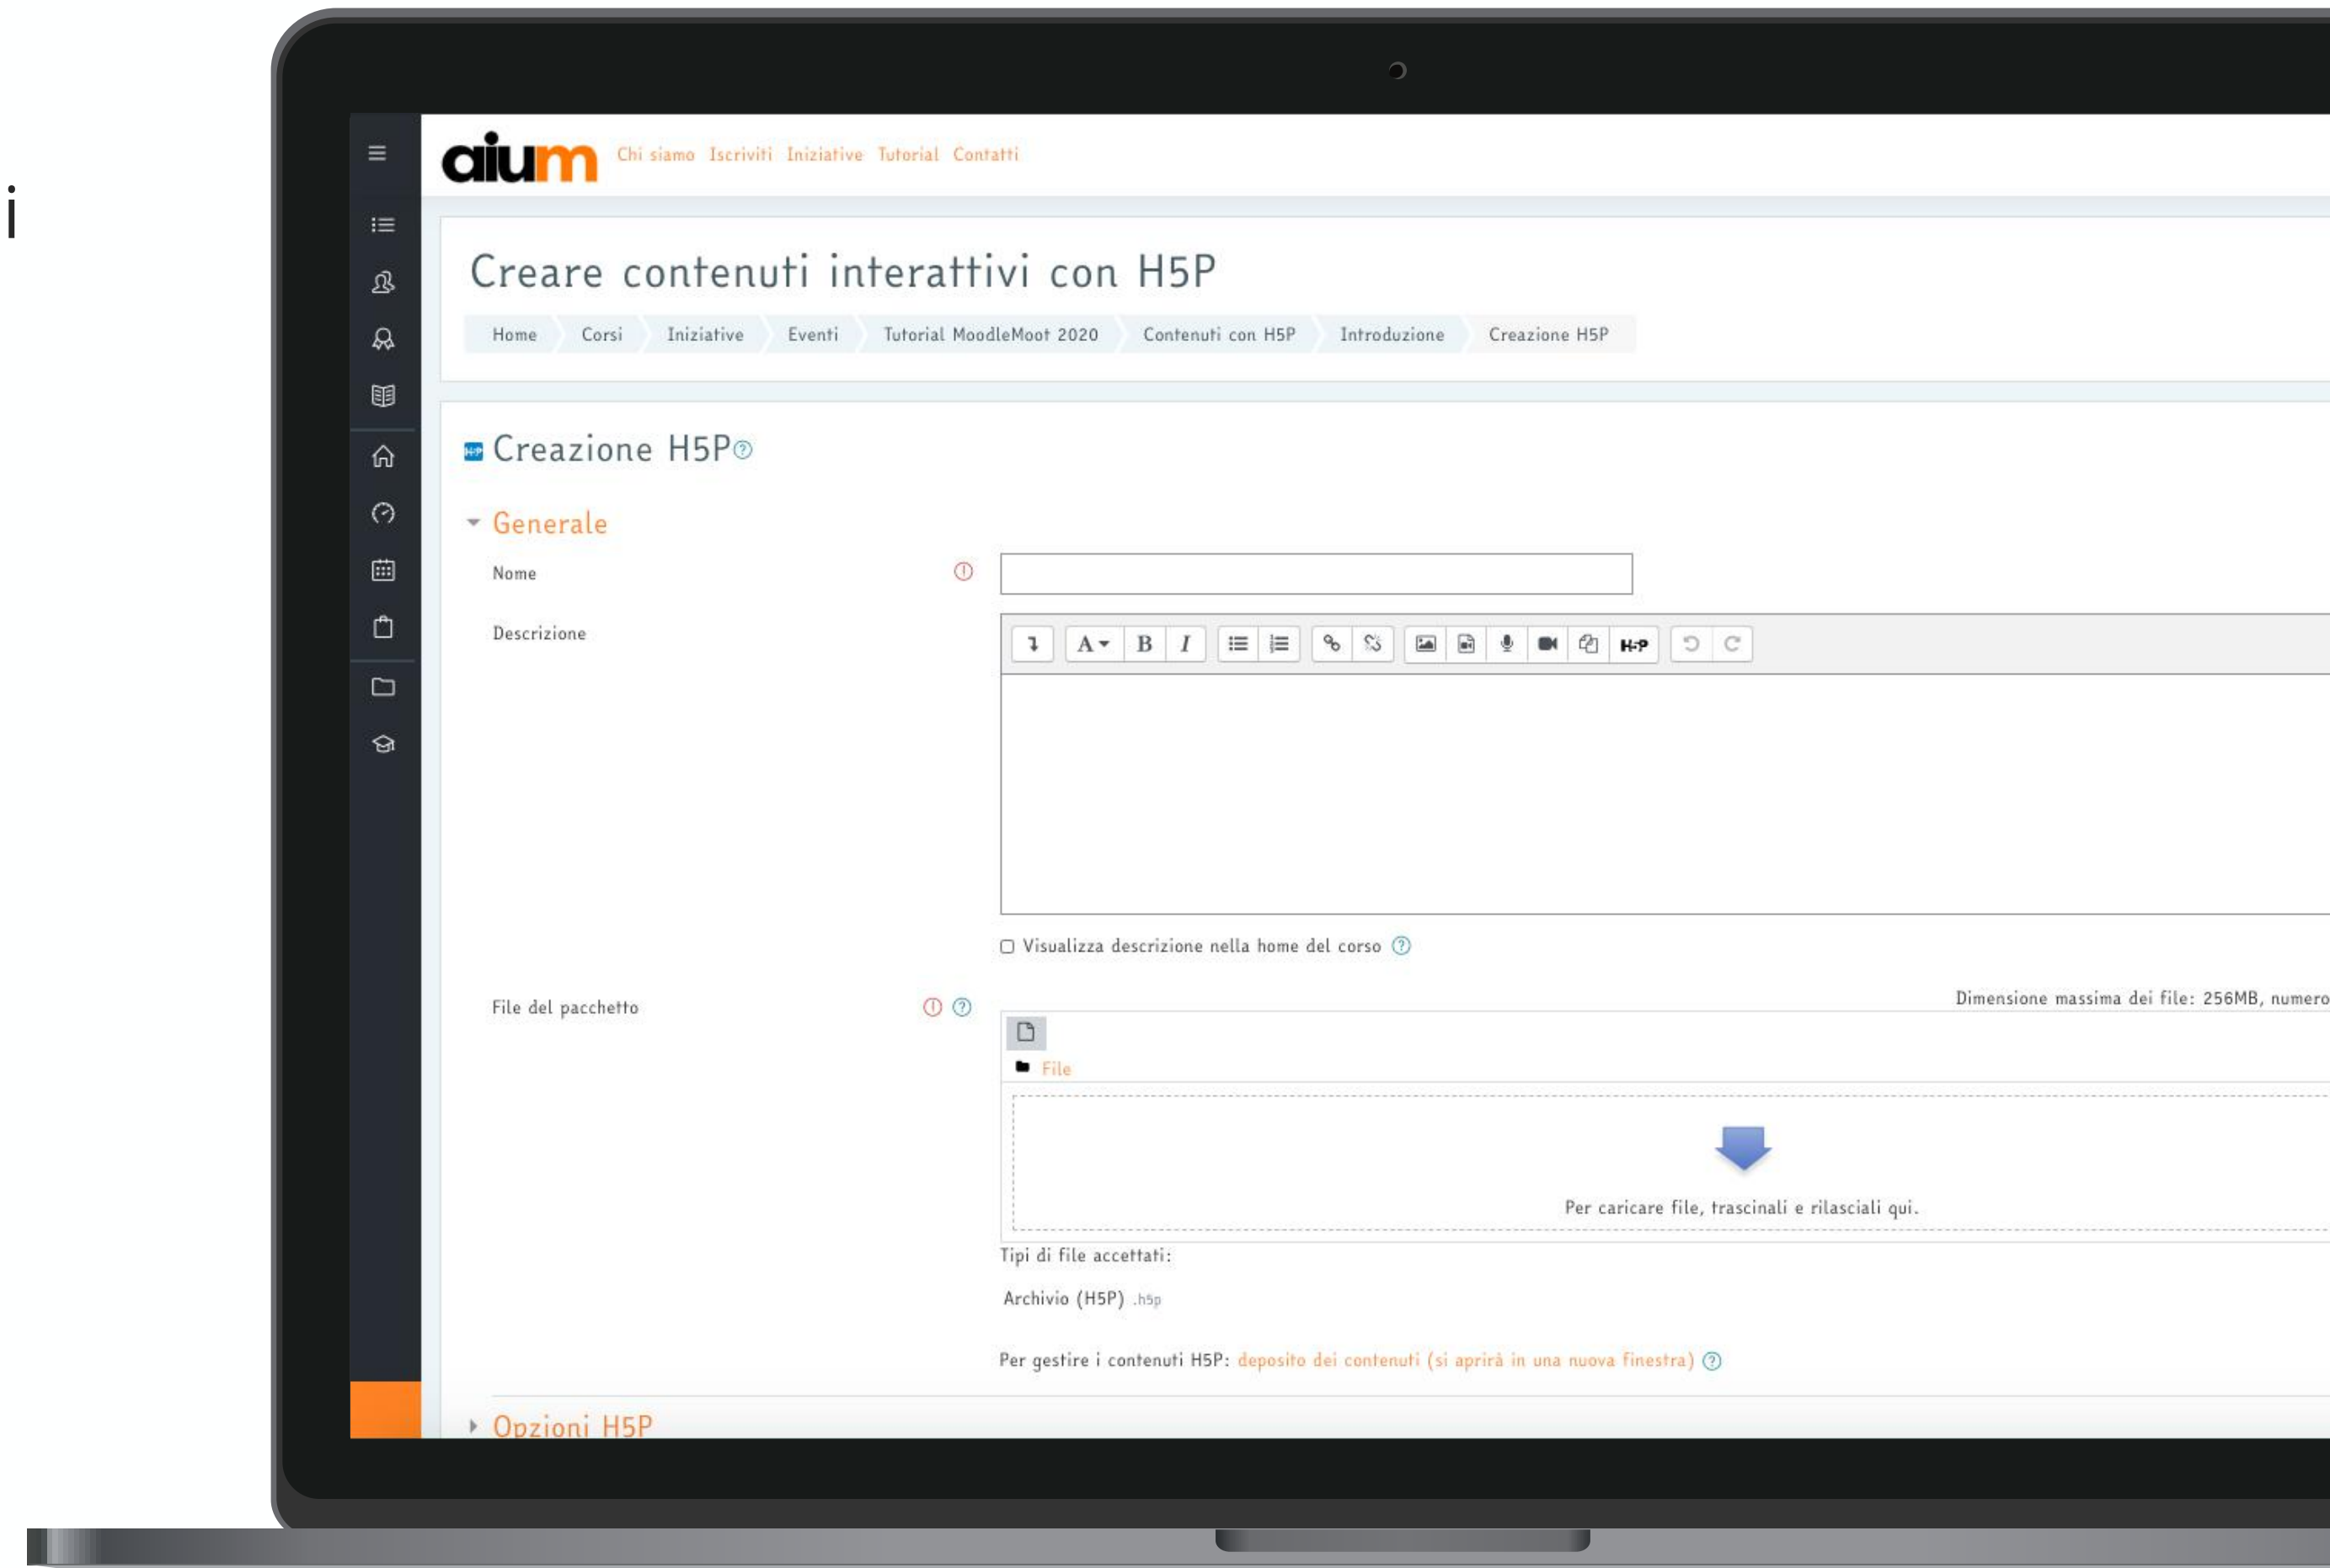 i
aium Chi siamo Iscriviti Iniziative Tutorial Contatti
Creare contenuti interattivi con H5P
Home Corsi Iniziative Eventi Tutorial MoodleMoot 2020 Contenuti con H5P Introduzione Creazione H5P
H-P Creazione H5P
Generale
Nome
Descrizione
A B I H-P
Visualizza descrizione nella home del corso
File del pacchetto
Dimensione massima dei file: 256MB, numero
File
Per caricare file, trascinali e rilasciali qui.
Tipi di file accettati:
Archivio (H5P) .h5p
Per gestire i contenuti H5P: deposito dei contenuti (si aprirà in una nuova finestra)
Opzioni H5P